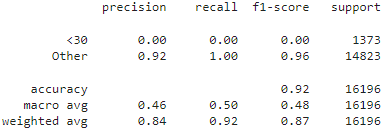 precision recall f1-score support
<30 0.00 0.00 0.00 1373
Other 0.92 1.00 0.96 14823
accuracy 0.92 16196
macro avg 0.46 0.50 0.48 16196
weighted avg 0.84 0.92 0.87 16196